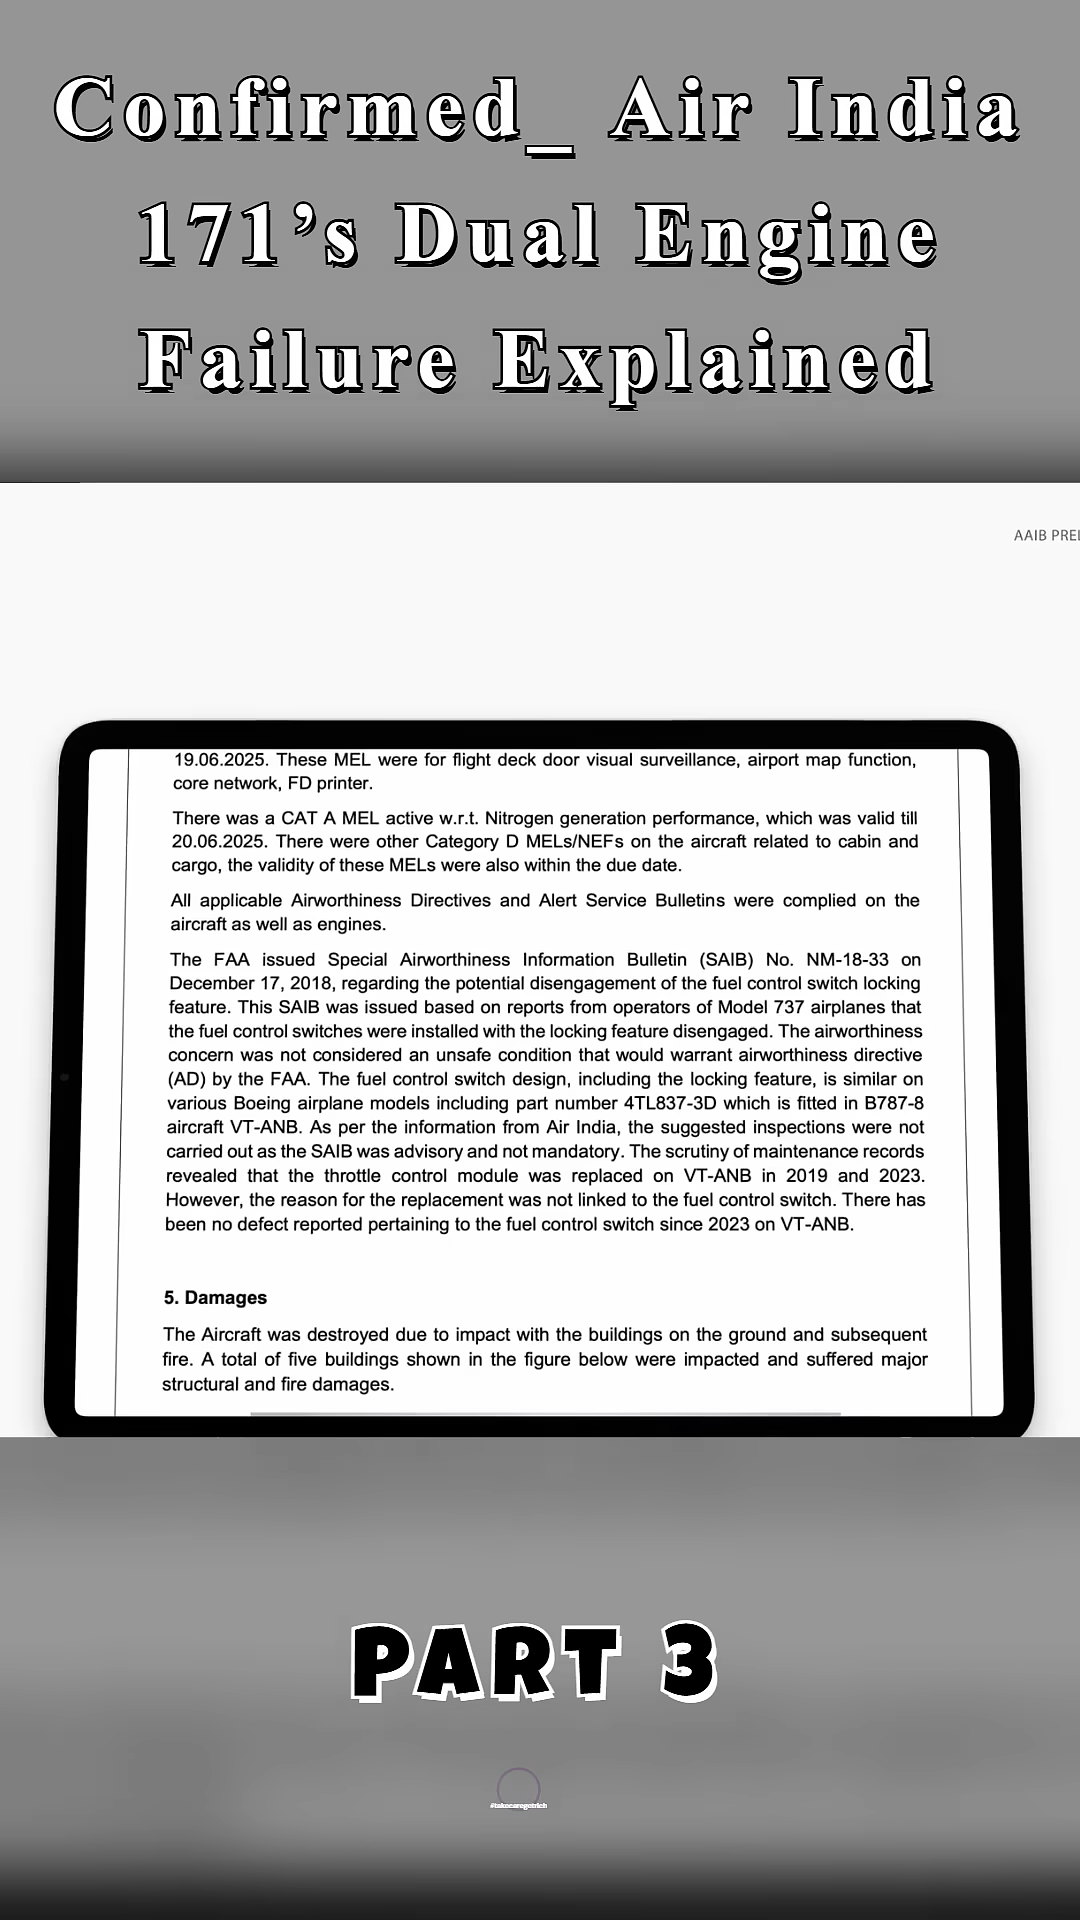 Confirmed_ Air India
171’s Dual Engine
Failure Explained
AAIB PREL
19.06.2025. These MEL were for flight deck door visual surveillance, airport map function,
core network, FD printer.
There was a CAT A MEL active w.r.t. Nitrogen generation performance, which was valid till
20.06.2025. There were other Category D MELs/NEFs on the aircraft related to cabin and
cargo, the validity of these MELs were also within the due date.
All applicable Airworthiness Directives and Alert Service Bulletins were complied on the
aircraft as well as engines.
The FAA issued Special Airworthiness Information Bulletin (SAIB) No. NM-18-33 on
December 17, 2018, regarding the potential disengagement of the fuel control switch locking
feature. This SAIB was issued based on reports from operators of Model 737 airplanes that
the fuel control switches were installed with the locking feature disengaged. The airworthiness
concern was not considered an unsafe condition that would warrant airworthiness directive
(AD) by the FAA. The fuel control switch design, including the locking feature, is similar on
various Boeing airplane models including part number 4TL837-3D which is fitted in B787-8
aircraft VT-ANB. As per the information from Air India, the suggested inspections were not
carried out as the SAIB was advisory and not mandatory. The scrutiny of maintenance records
revealed that the throttle control module was replaced on VT-ANB in 2019 and 2023.
However, the reason for the replacement was not linked to the fuel control switch. There has
been no defect reported pertaining to the fuel control switch since 2023 on VT-ANB.
5. Damages
The Aircraft was destroyed due to impact with the buildings on the ground and subsequent
fire. A total of five buildings shown in the figure below were impacted and suffered major
structural and fire damages.
PART 3